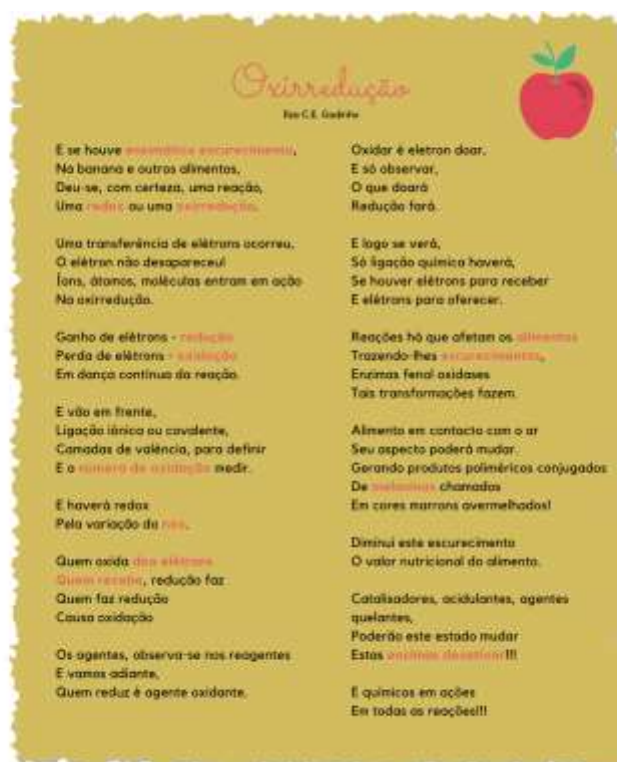 Oxirredução
Elza C.E. Godinho
E se houve enzimático escurecimento,
Na banana e outros alimentos,
Deu-se, com certeza, uma reação,
Uma redox ou uma oxirredução.
Uma transferência de elétrons ocorreu,
O elétron não desapareceu!
Íons, átomos, moléculas entram em ação
Na oxirredução.
Ganho de elétrons - redução
Perda de elétrons - oxidação
Em dança contínua da reação.
E vão em frente,
Ligação iônica ou covalente,
Camadas de valência, para definir
E o número de oxidação medir.
E haverá redox
Pela variação do nox.
Quem oxida doa elétrons
Quem recebe, redução faz
Quem faz redução
Causa oxidação
Os agentes, observa-se nos reagentes
E vamos adiante,
Quem reduz é agente oxidante.
Oxidar é eletron doar,
E só observar,
O que doará
Redução fará.
E logo se verá,
Só ligação química haverá,
Se houver elétrons para receber
E elétrons para oferecer.
Reações há que afetam os alimentos
Trazendo-lhes escurecimentos,
Enzimas fenol oxidases
Tais transformações fazem.
Alimento em contacto com o ar
Seu aspecto poderá mudar.
Gerando produtos poliméricos conjugados
De melaninas chamados
Em cores marrons avermelhados!
Diminui este escurecimento
O valor nutricional do alimento.
Catalisadores, acidulantes, agentes
quelantes,
Poderão este estado mudar
Estas enzimas desativar!!!
E químicos em ações
Em todas as reações!!!